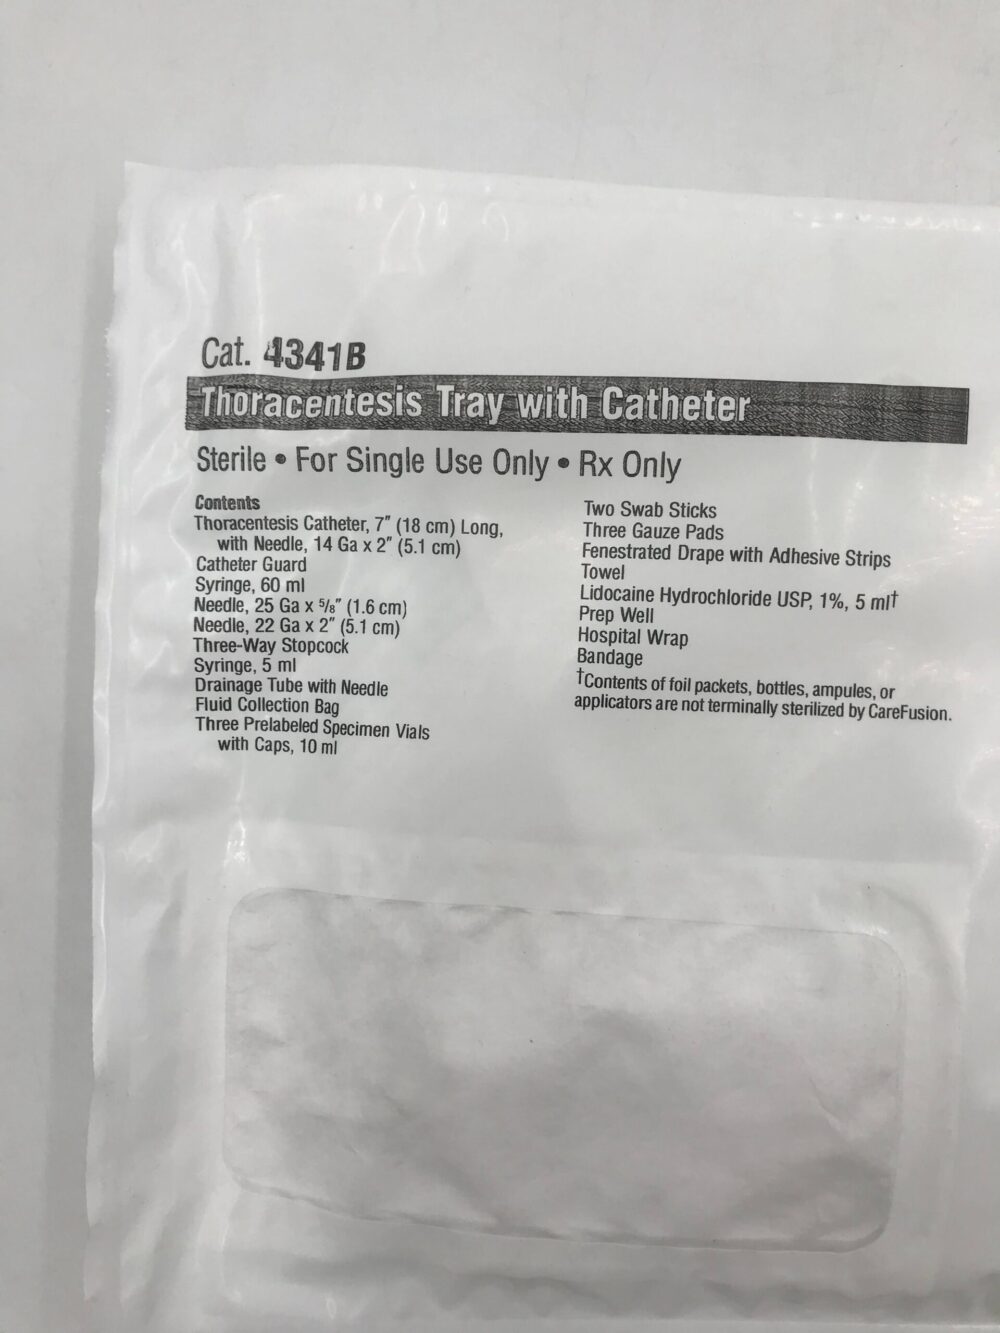 Cat. 4341B
Thoracentesis Tray with Catheter
Sterile • For Single Use Only • Rx Only
Contents
Thoracentesis Catheter, 7″ (18 cm) Long,
with Needle, 14 Ga x 2″ (5.1 cm)
Catheter Guard
Syringe, 60 ml
Needle, 25 Ga x 5/8″ (1.6 cm)
Needle, 22 Ga x 2″ (5.1 cm)
Three-Way Stopcock
Syringe, 5 ml
Drainage Tube with Needle
Fluid Collection Bag
Three Prelabeled Specimen Vials
with Caps, 10 ml
Two Swab Sticks
Three Gauze Pads
Fenestrated Drape with Adhesive Strips
Towel
Lidocaine Hydrochloride USP, 1%, 5 ml†
Prep Well
Hospital Wrap
Bandage
†Contents of foil packets, bottles, ampules, or
applicators are not terminally sterilized by CareFusion.